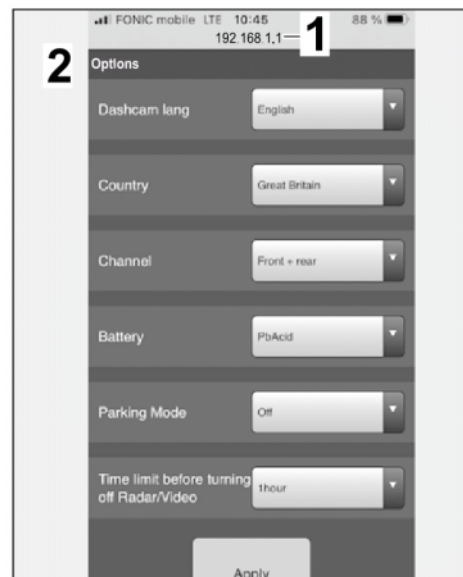 FONIC mobile LTE 10:45 88 %
192.168.1.1 1
2 Options
Dashcam lang English
Country Great Britain
Channel Front + rear
Battery PbAcid
Parking Mode Off
Time limit before turning
off Radar/Video 1hour
Apply